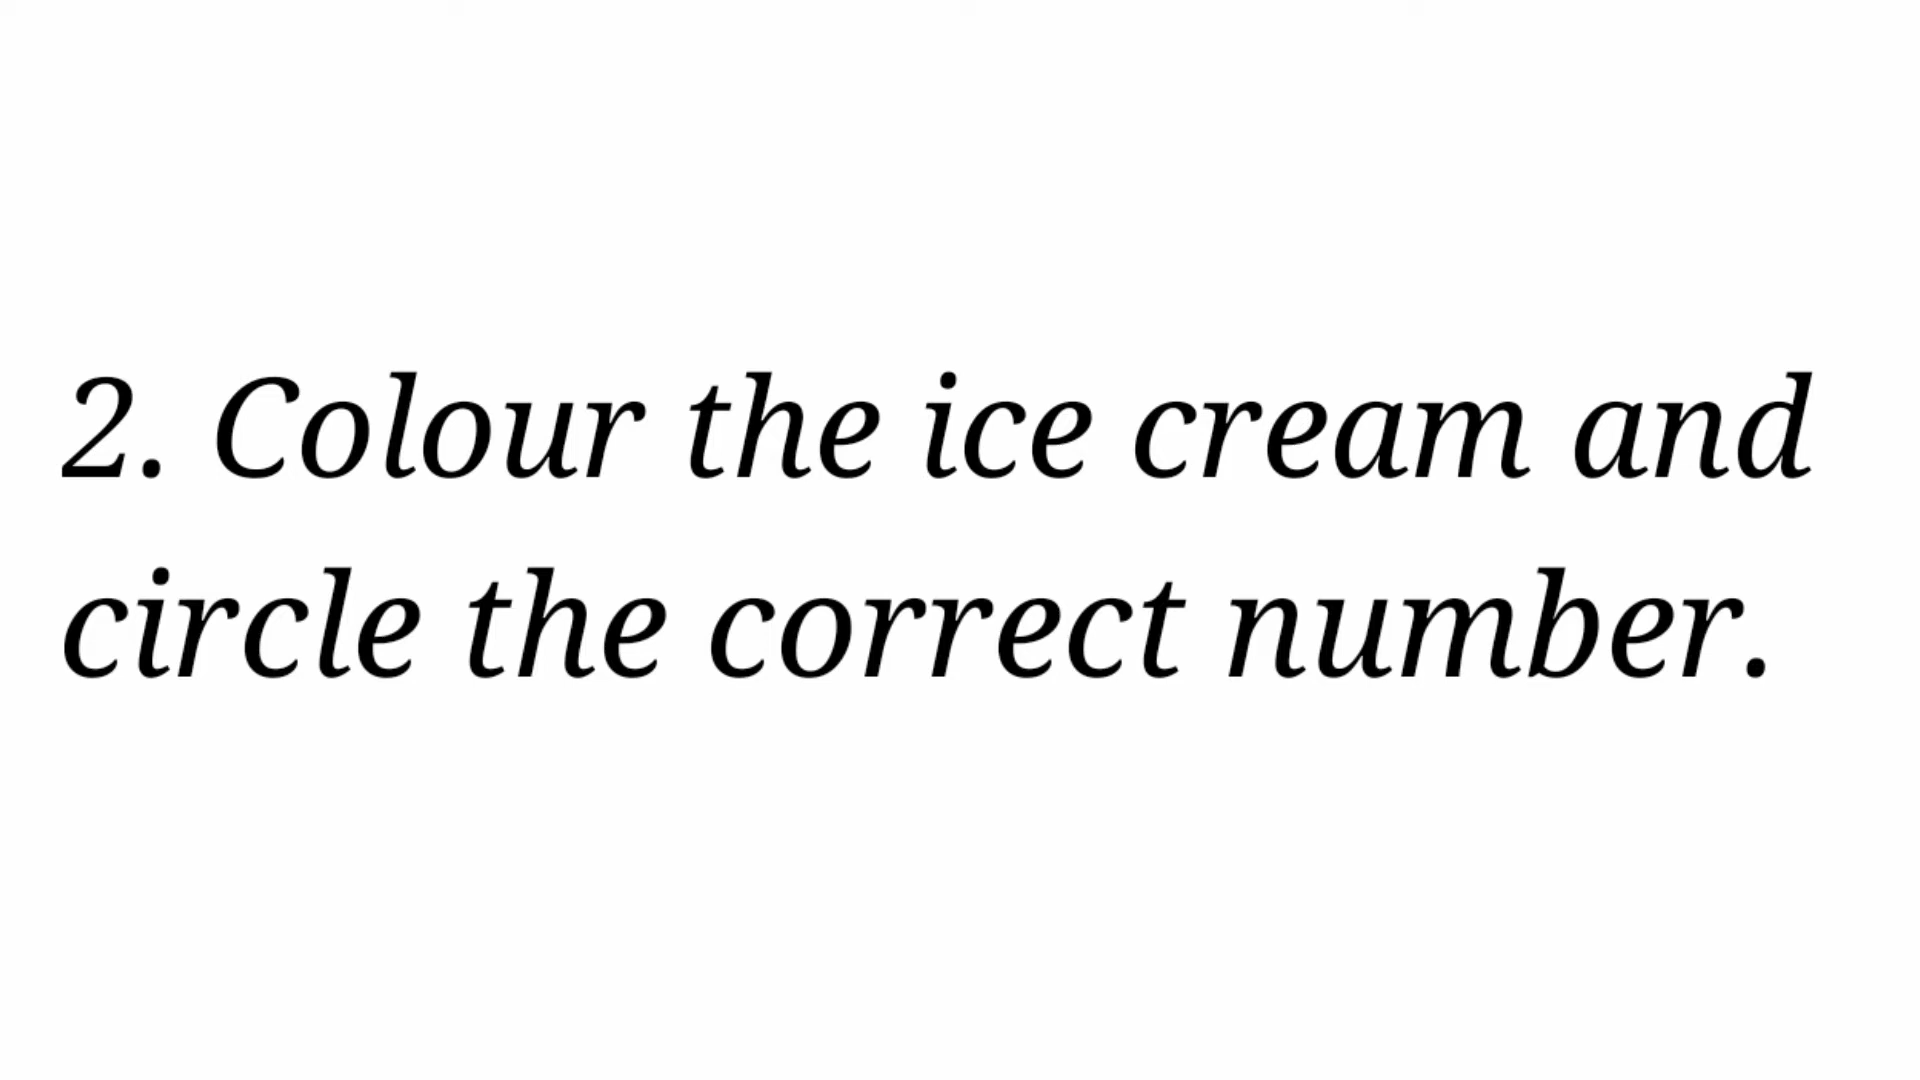 2. Colour the ice cream and
circle the correct number.